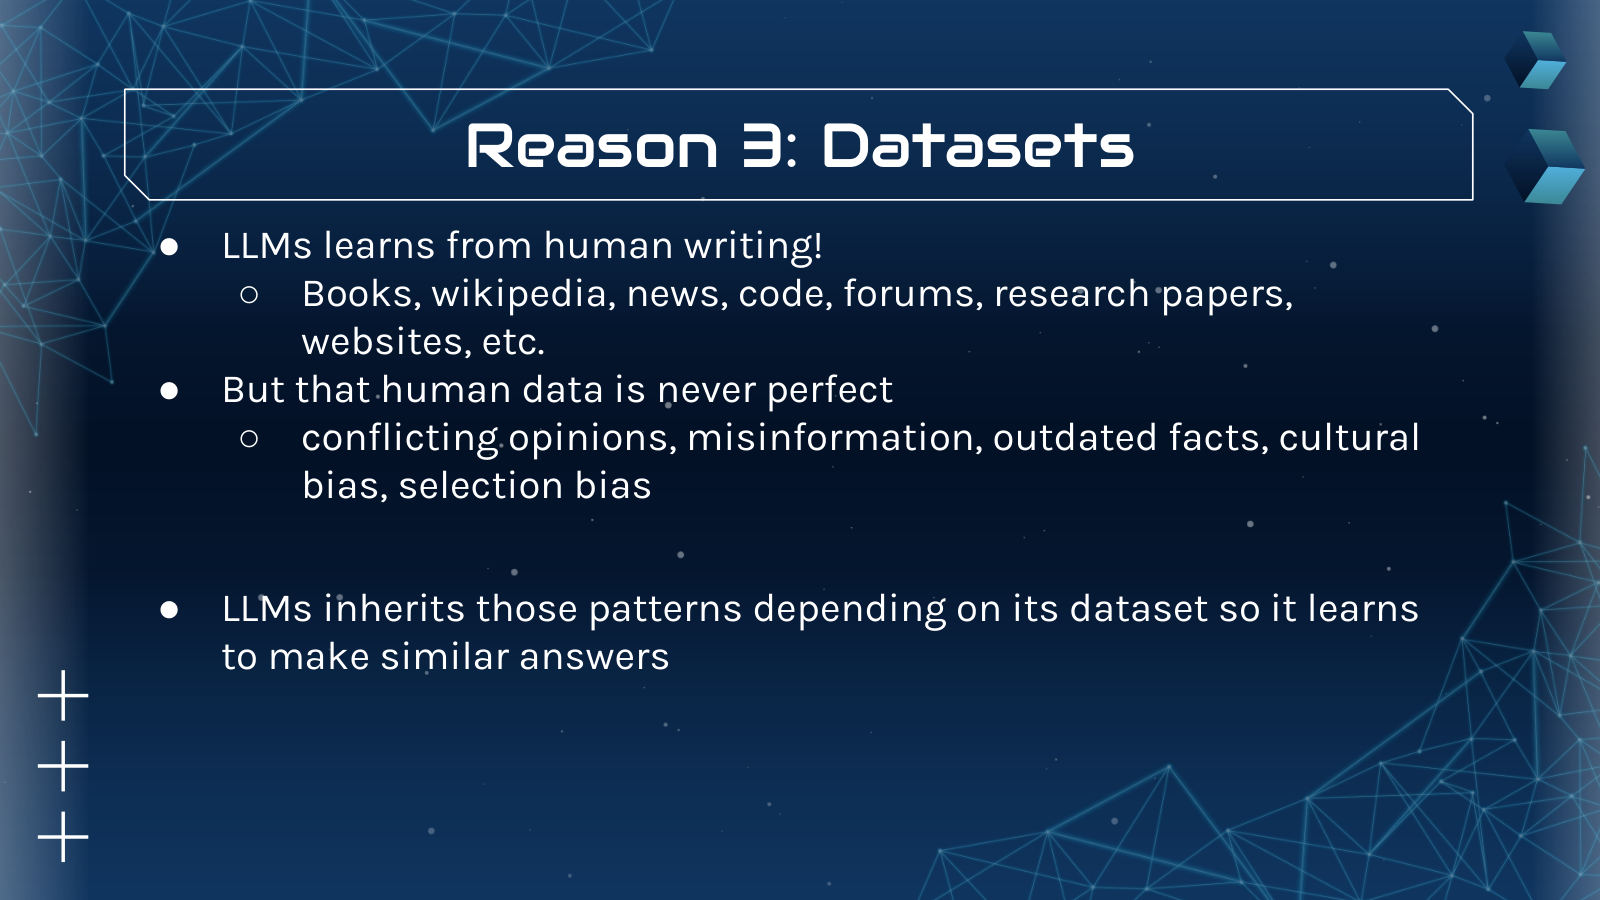 Reason 3: Datasets
● LLMs learns from human writing!
○ Books, wikipedia, news, code, forums, research papers,
websites, etc.
● But that human data is never perfect
○ conflicting opinions, misinformation, outdated facts, cultural
bias, selection bias
● LLMs inherits those patterns depending on its dataset so it learns
to make similar answers